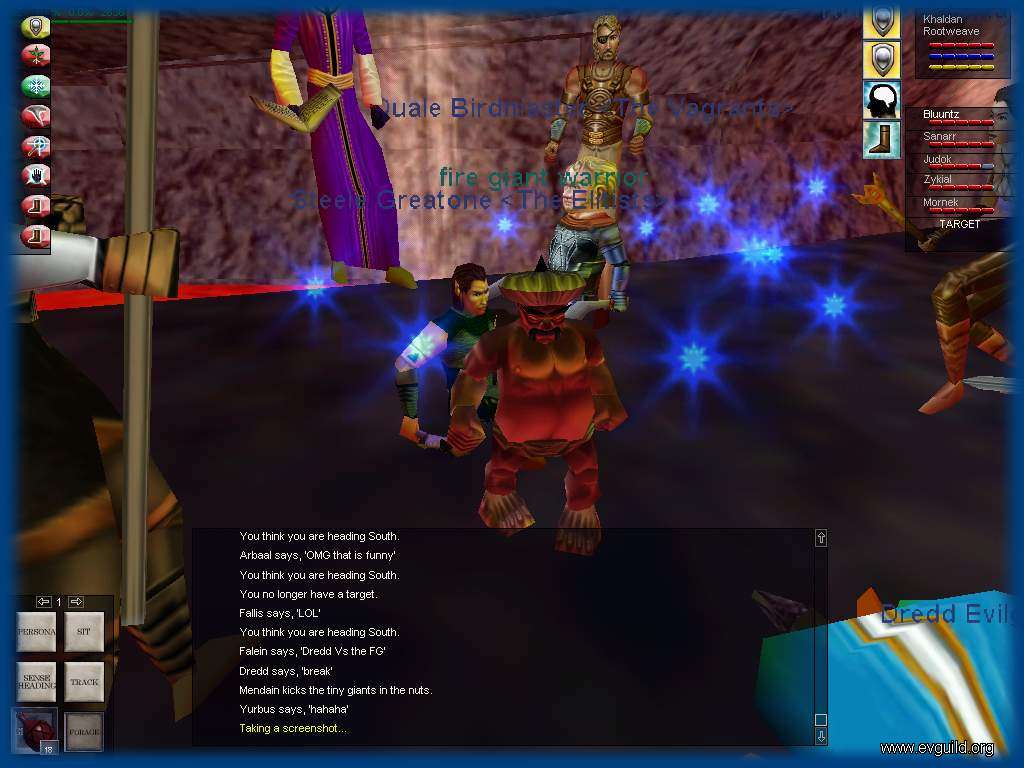 Khaldan
Rootweave
Birdmaster <The Vagrants>
fire giant warrior
Steele Greatone <The Elitists>
Bluuntz
Sanarr
Judok
Zykial
Mornek
TARGET
You think you are heading South.
Arbaal says, 'OMG that is funny'
You think you are heading South.
You no longer have a target.
Fallis says, 'LOL'
You think you are heading South.
Falein says, 'Dredd Vs the FG'
Dredd says, 'break'
Mendain kicks the tiny giants in the nuts.
Yurbus says, 'hahaha'
Taking a screenshot...
1
PERSONA
SIT
SENSE
HEADING
TRACK
FORAGE
18
Dredd
www.evguild.org